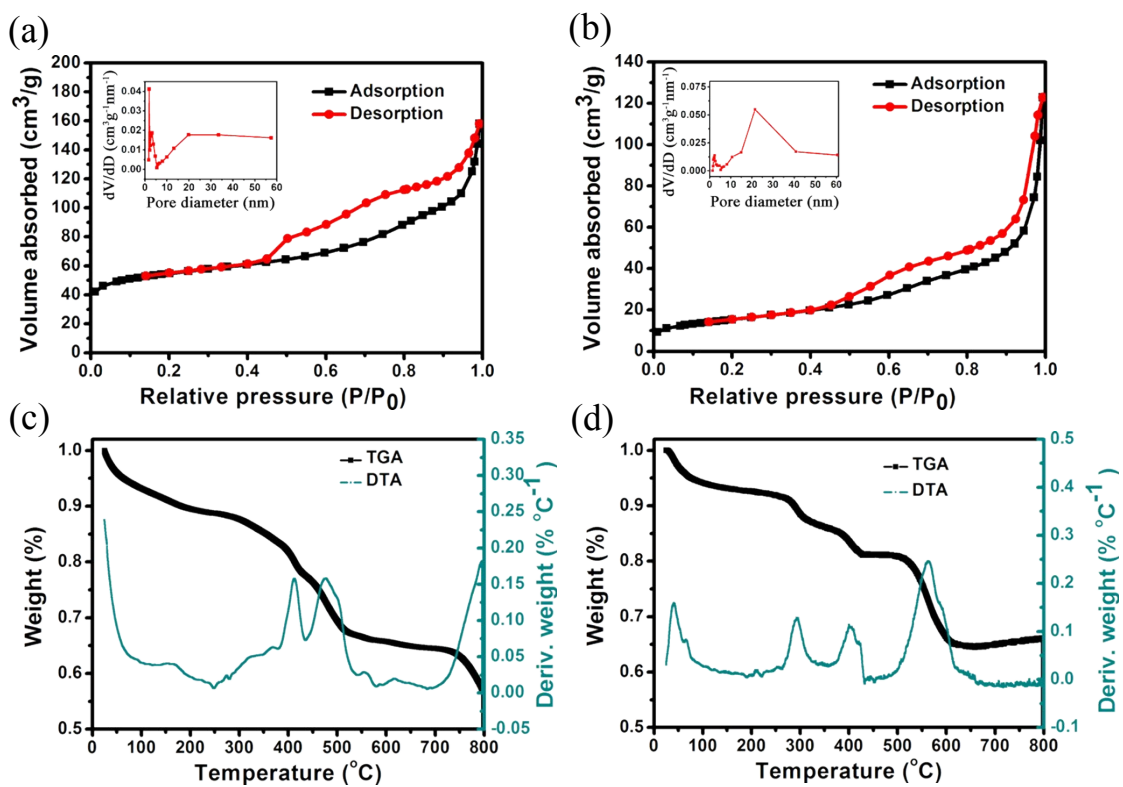 (a)
200
180
160
140
120
100
80
60
40
20
0
Volume absorbed (cm³/g)
0.0 0.2 0.4 0.6 0.8 1.0
Relative pressure (P/P₀)
Adsorption
Desorption
dV/dD (cm³g⁻¹nm⁻¹)
0.04
0.03
0.02
0.01
0.00
0 10 20 30 40 50 60
Pore diameter (nm)
(b)
140
120
100
80
60
40
20
0
Volume absorbed (cm³/g)
0.0 0.2 0.4 0.6 0.8 1.0
Relative pressure (P/P₀)
Adsorption
Desorption
dV/dD (cm³g⁻¹nm⁻¹)
0.075
0.050
0.025
0.000
0 10 20 30 40 50 60
Pore diameter (nm)
(c)
1.0
0.9
0.8
0.7
0.6
0.5
Weight (%)
0 100 200 300 400 500 600 700 800
Temperature (°C)
TGA
DTA
0.35
0.30
0.25
0.20
0.15
0.10
0.05
0.00
-0.05
Deriv. weight (% °C⁻¹)
(d)
1.0
0.9
0.8
0.7
0.6
0.5
Weight (%)
0 100 200 300 400 500 600 700 800
Temperature (°C)
TGA
DTA
0.5
0.4
0.3
0.2
0.1
0.0
-0.1
Deriv. weight (% °C⁻¹)